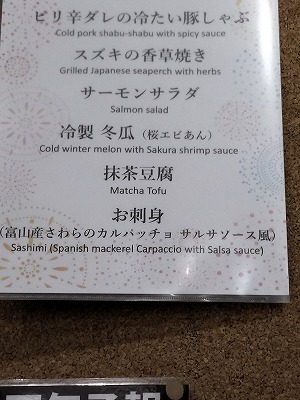 ピリ辛ダレの冷たい豚しゃぶ
Cold pork shabu-shabu with spicy sauce
スズキの香草焼き
Grilled Japanese seaperch with herbs
サーモンサラダ
Salmon salad
冷製 冬瓜（桜エビあん）
Cold winter melon with Sakura shrimp sauce
抹茶豆腐
Matcha Tofu
お刺身
（富山産さわらのカルパッチョ サルサソース風）
Sashimi (Spanish mackerel Carpaccio with Salsa sauce)